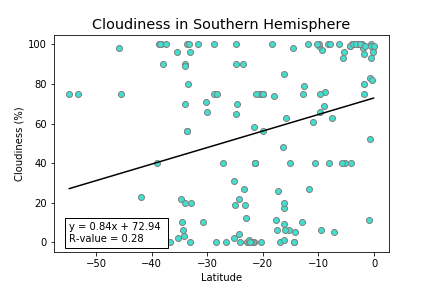 Cloudiness in Southern Hemisphere
Cloudiness (%)
100
80
60
40
20
0
y = 0.84x + 72.94
R-value = 0.28
−50 −40 −30 −20 −10 0
Latitude